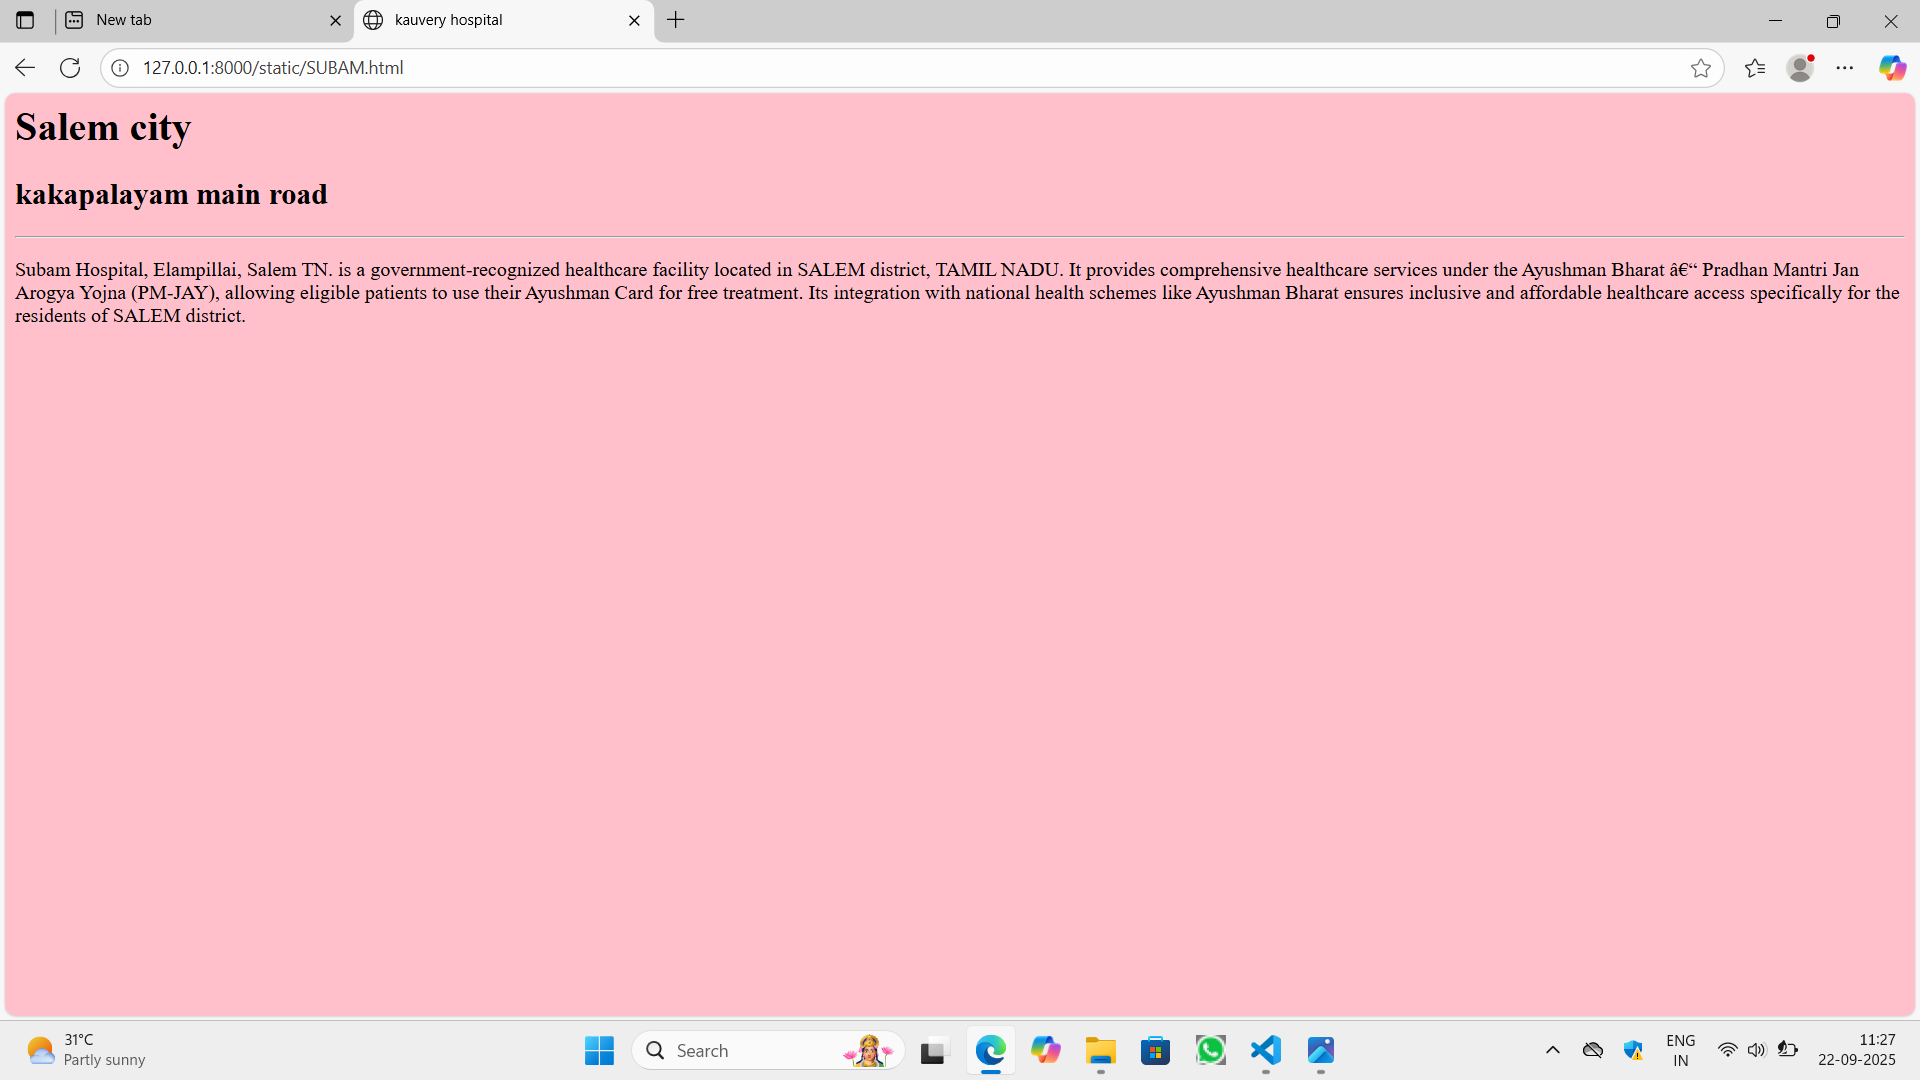 New tab
kauvery hospital
127.0.0.1:8000/static/SUBAM.html
Salem city
kakapalayam main road
Subam Hospital, Elampillai, Salem TN. is a government-recognized healthcare facility located in SALEM district, TAMIL NADU. It provides comprehensive healthcare services under the Ayushman Bharat â€“ Pradhan Mantri Jan
Arogya Yojna (PM-JAY), allowing eligible patients to use their Ayushman Card for free treatment. Its integration with national health schemes like Ayushman Bharat ensures inclusive and affordable healthcare access specifically for the
residents of SALEM district.
31°C
Partly sunny
Search
ENG
IN
11:27
22-09-2025